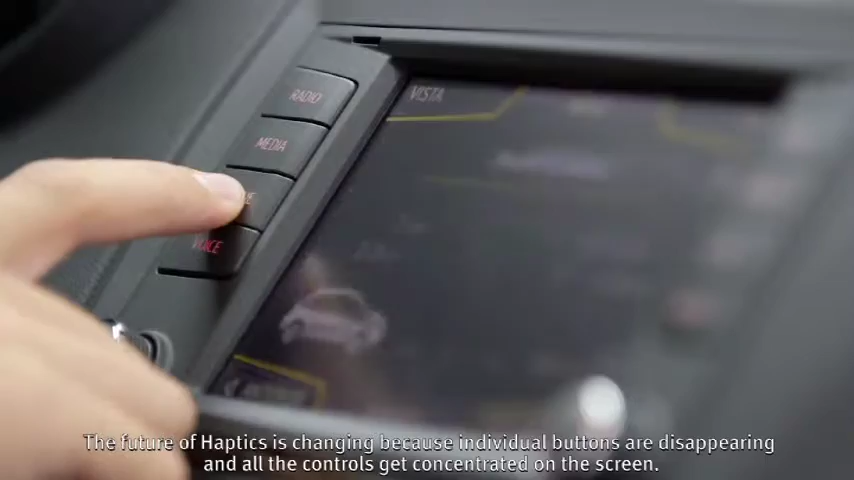 RADIO
VISTA
MEDIA
VOICE
The future of Haptics is changing because individual buttons are disappearing
and all the controls get concentrated on the screen.